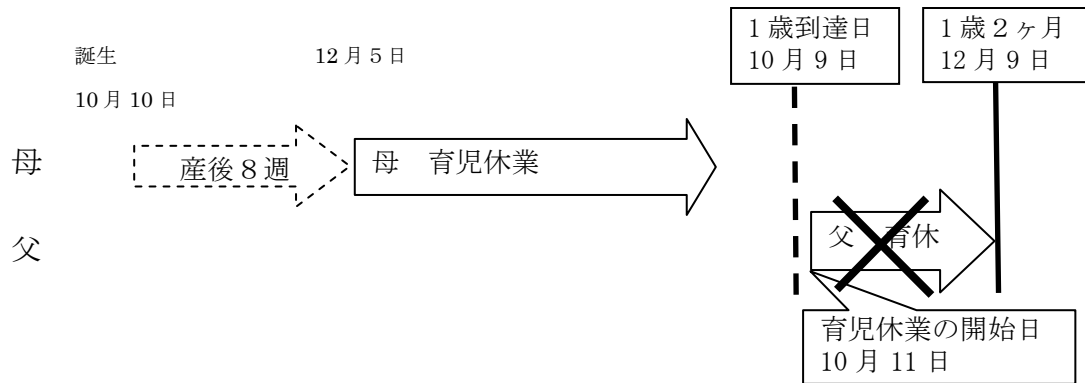 1歳到達日
10月9日
1歳2ヶ月
12月9日
誕生
12月5日
10月10日
母
産後8週
母 育児休業
父
父 育休
育児休業の開始日
10月11日